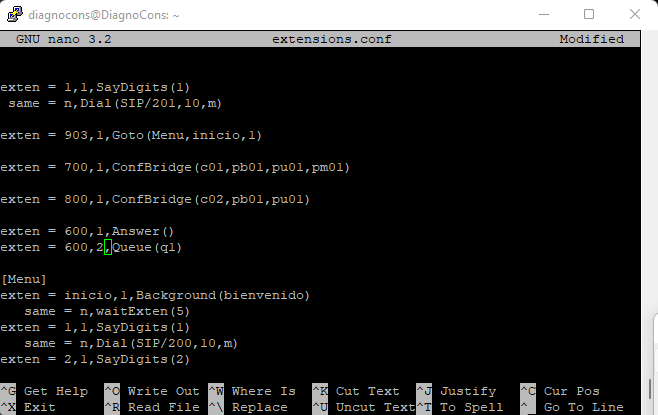 diagnocons@DiagnoCons: ~
GNU nano 3.2 extensions.conf Modified
exten = 1,1,SayDigits(1)
same = n,Dial(SIP/201,10,m)
exten = 903,1,Goto(Menu,inicio,1)
exten = 700,1,ConfBridge(c01,pb01,pu01,pm01)
exten = 800,1,ConfBridge(c02,pb01,pu01)
exten = 600,1,Answer()
exten = 600,2,Queue(q1)
[Menu]
exten = inicio,1,Background(bienvenido)
same = n,waitExten(5)
exten = 1,1,SayDigits(1)
same = n,Dial(SIP/200,10,m)
exten = 2,1,SayDigits(2)
^G Get Help ^O Write Out ^W Where Is ^K Cut Text ^J Justify ^C Cur Pos
^X Exit ^R Read File ^\ Replace ^U Uncut Text ^T To Spell ^_ Go To Line